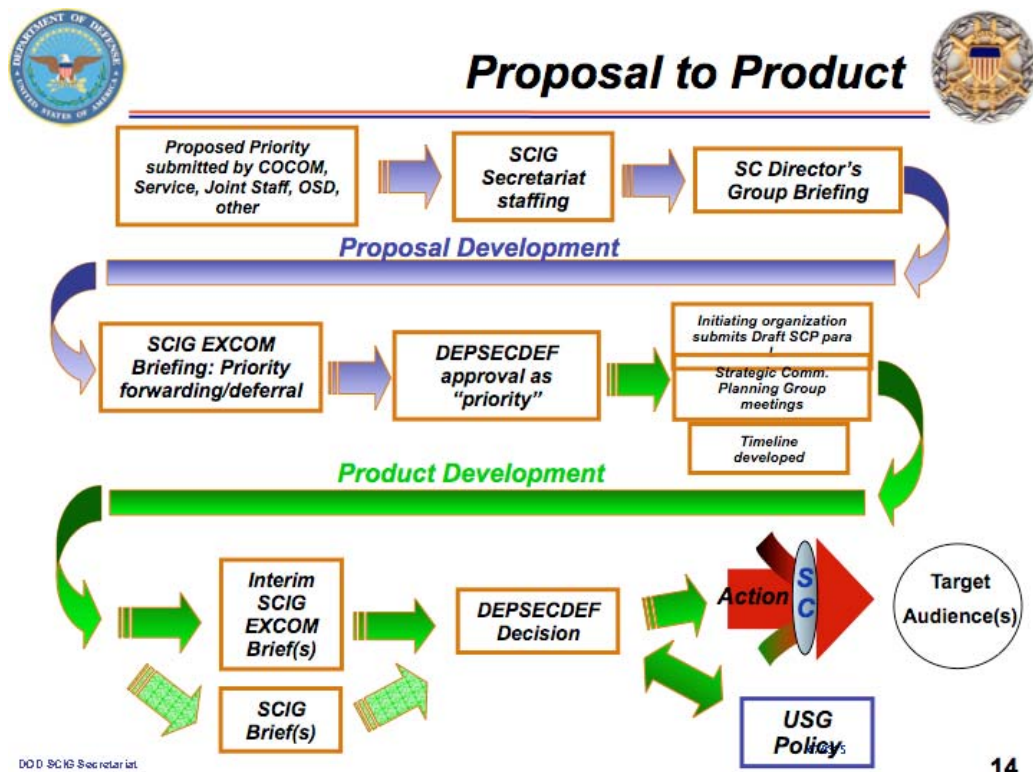 DEPARTMENT OF DEFENSE
UNITED STATES OF AMERICA
Proposal to Product
Proposed Priority
submitted by COCOM,
Service, Joint Staff, OSD,
other
SCIG
Secretariat
staffing
SC Director's
Group Briefing
Proposal Development
SCIG EXCOM
Briefing: Priority
forwarding/deferral
DEPSECDEF
approval as
"priority"
Initiating organization
submits Draft SCP para
Strategic Comm.
Planning Group
meetings
Timeline
developed
Product Development
Interim
SCIG
EXCOM
Brief(s)
SCIG
Brief(s)
DEPSECDEF
Decision
Action
SC
Target
Audience(s)
USG
Policy
DOD SCIG Secretariat
14